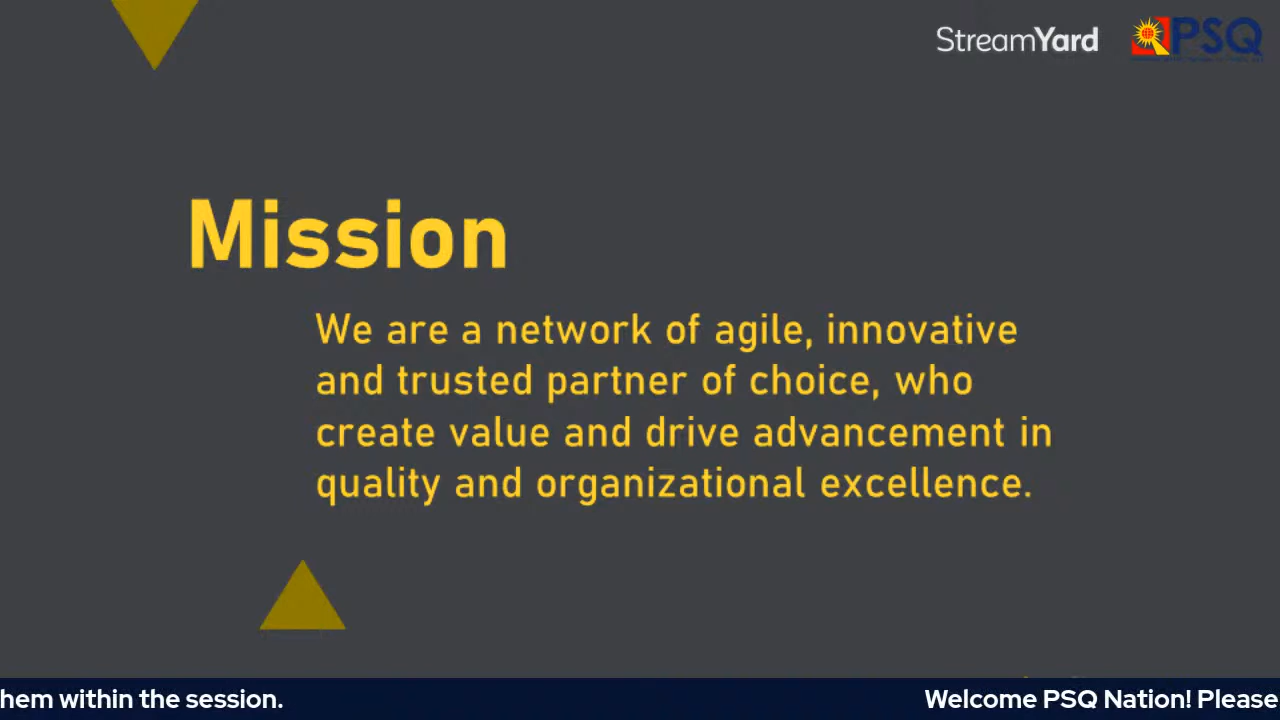 StreamYard
PSQ
Mission
We are a network of agile, innovative
and trusted partner of choice, who
create value and drive advancement in
quality and organizational excellence.
hem within the session.
Welcome PSQ Nation! Please